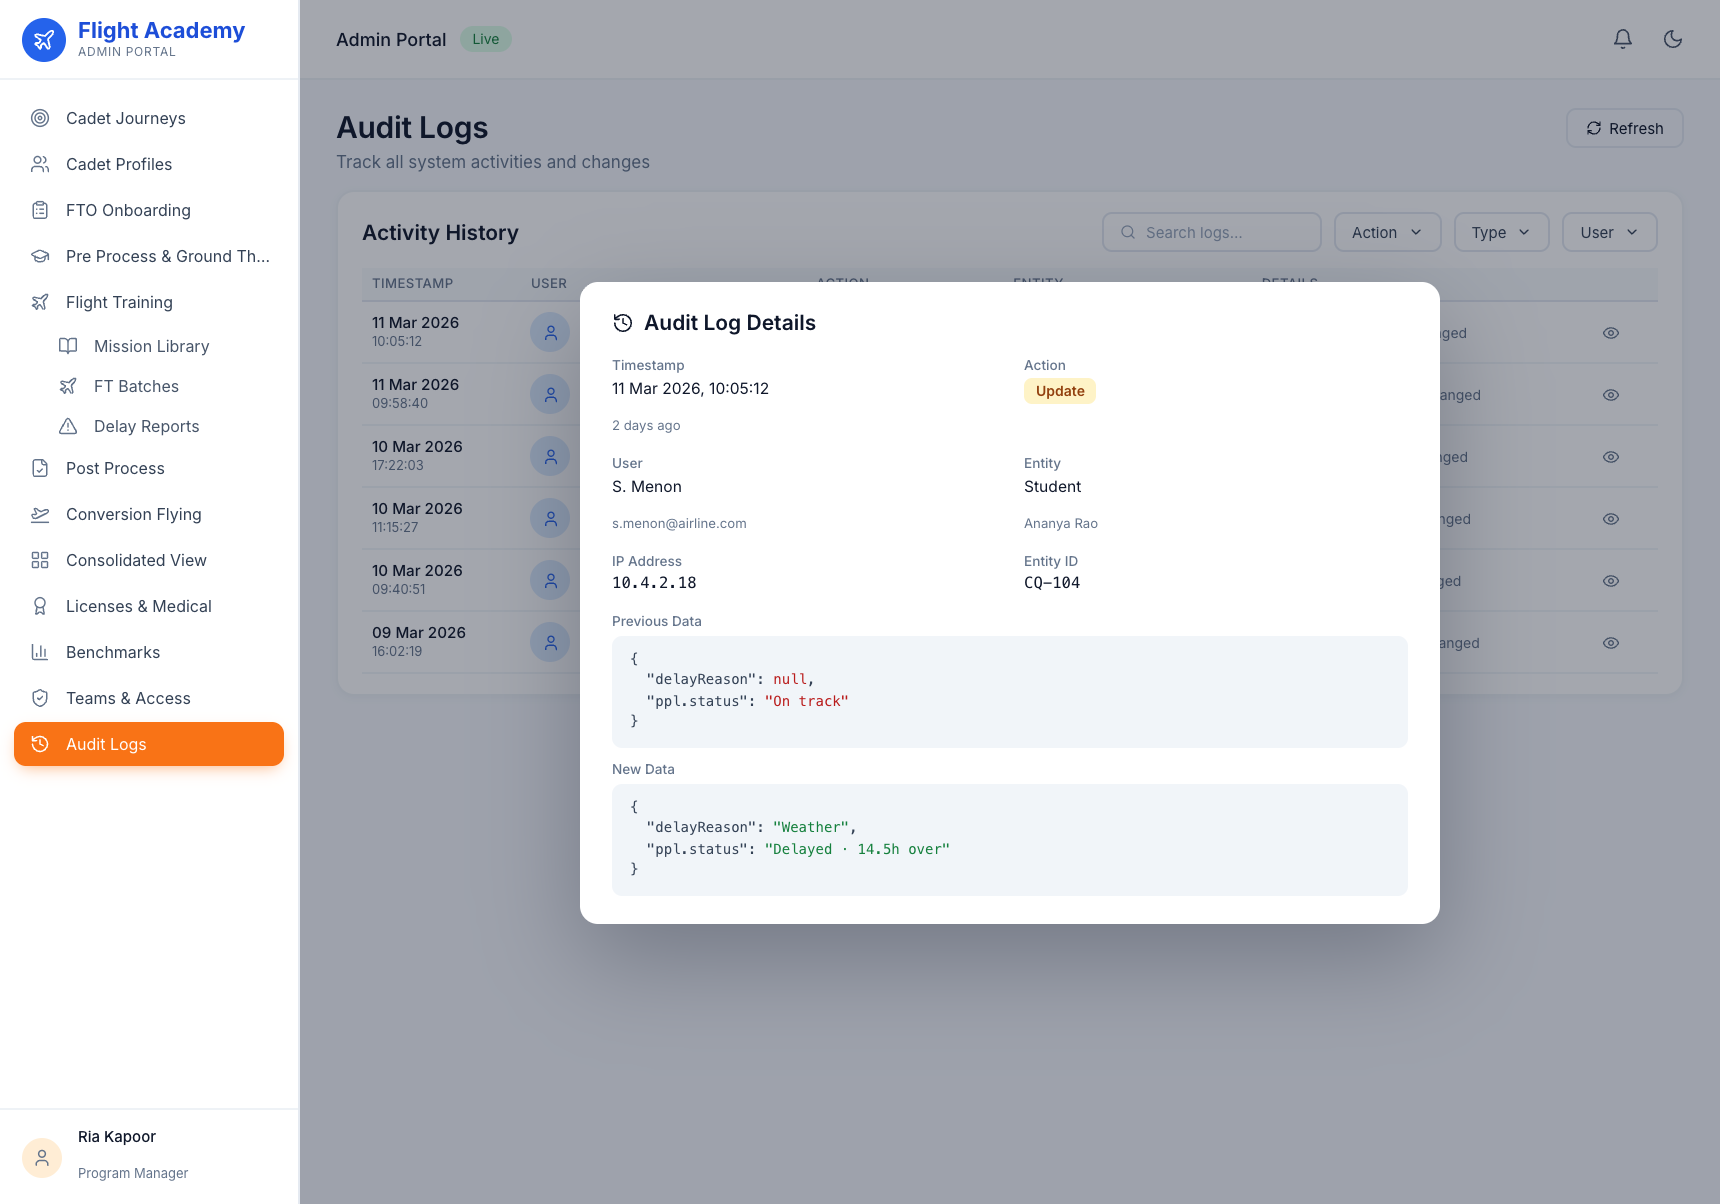 Flight Academy
ADMIN PORTAL
Cadet Journeys
Cadet Profiles
FTO Onboarding
Pre Process & Ground Th...
Flight Training
Mission Library
FT Batches
Delay Reports
Post Process
Conversion Flying
Consolidated View
Licenses & Medical
Benchmarks
Teams & Access
Audit Logs
Ria Kapoor
Program Manager
Admin Portal Live
Audit Logs
Track all system activities and changes
Refresh
Activity History
Search logs... Action Type User
TIMESTAMP USER ACTION ENTITY DETAILS
11 Mar 2026
10:05:12
11 Mar 2026
09:58:40
10 Mar 2026
17:22:03
10 Mar 2026
11:15:27
10 Mar 2026
09:40:51
09 Mar 2026
16:02:19
Audit Log Details
Timestamp
11 Mar 2026, 10:05:12
2 days ago
Action
Update
User
S. Menon
s.menon@airline.com
Entity
Student
Ananya Rao
IP Address
10.4.2.18
Entity ID
CQ-104
Previous Data
{
"delayReason": null,
"ppl.status": "On track"
}
New Data
{
"delayReason": "Weather",
"ppl.status": "Delayed · 14.5h over"
}